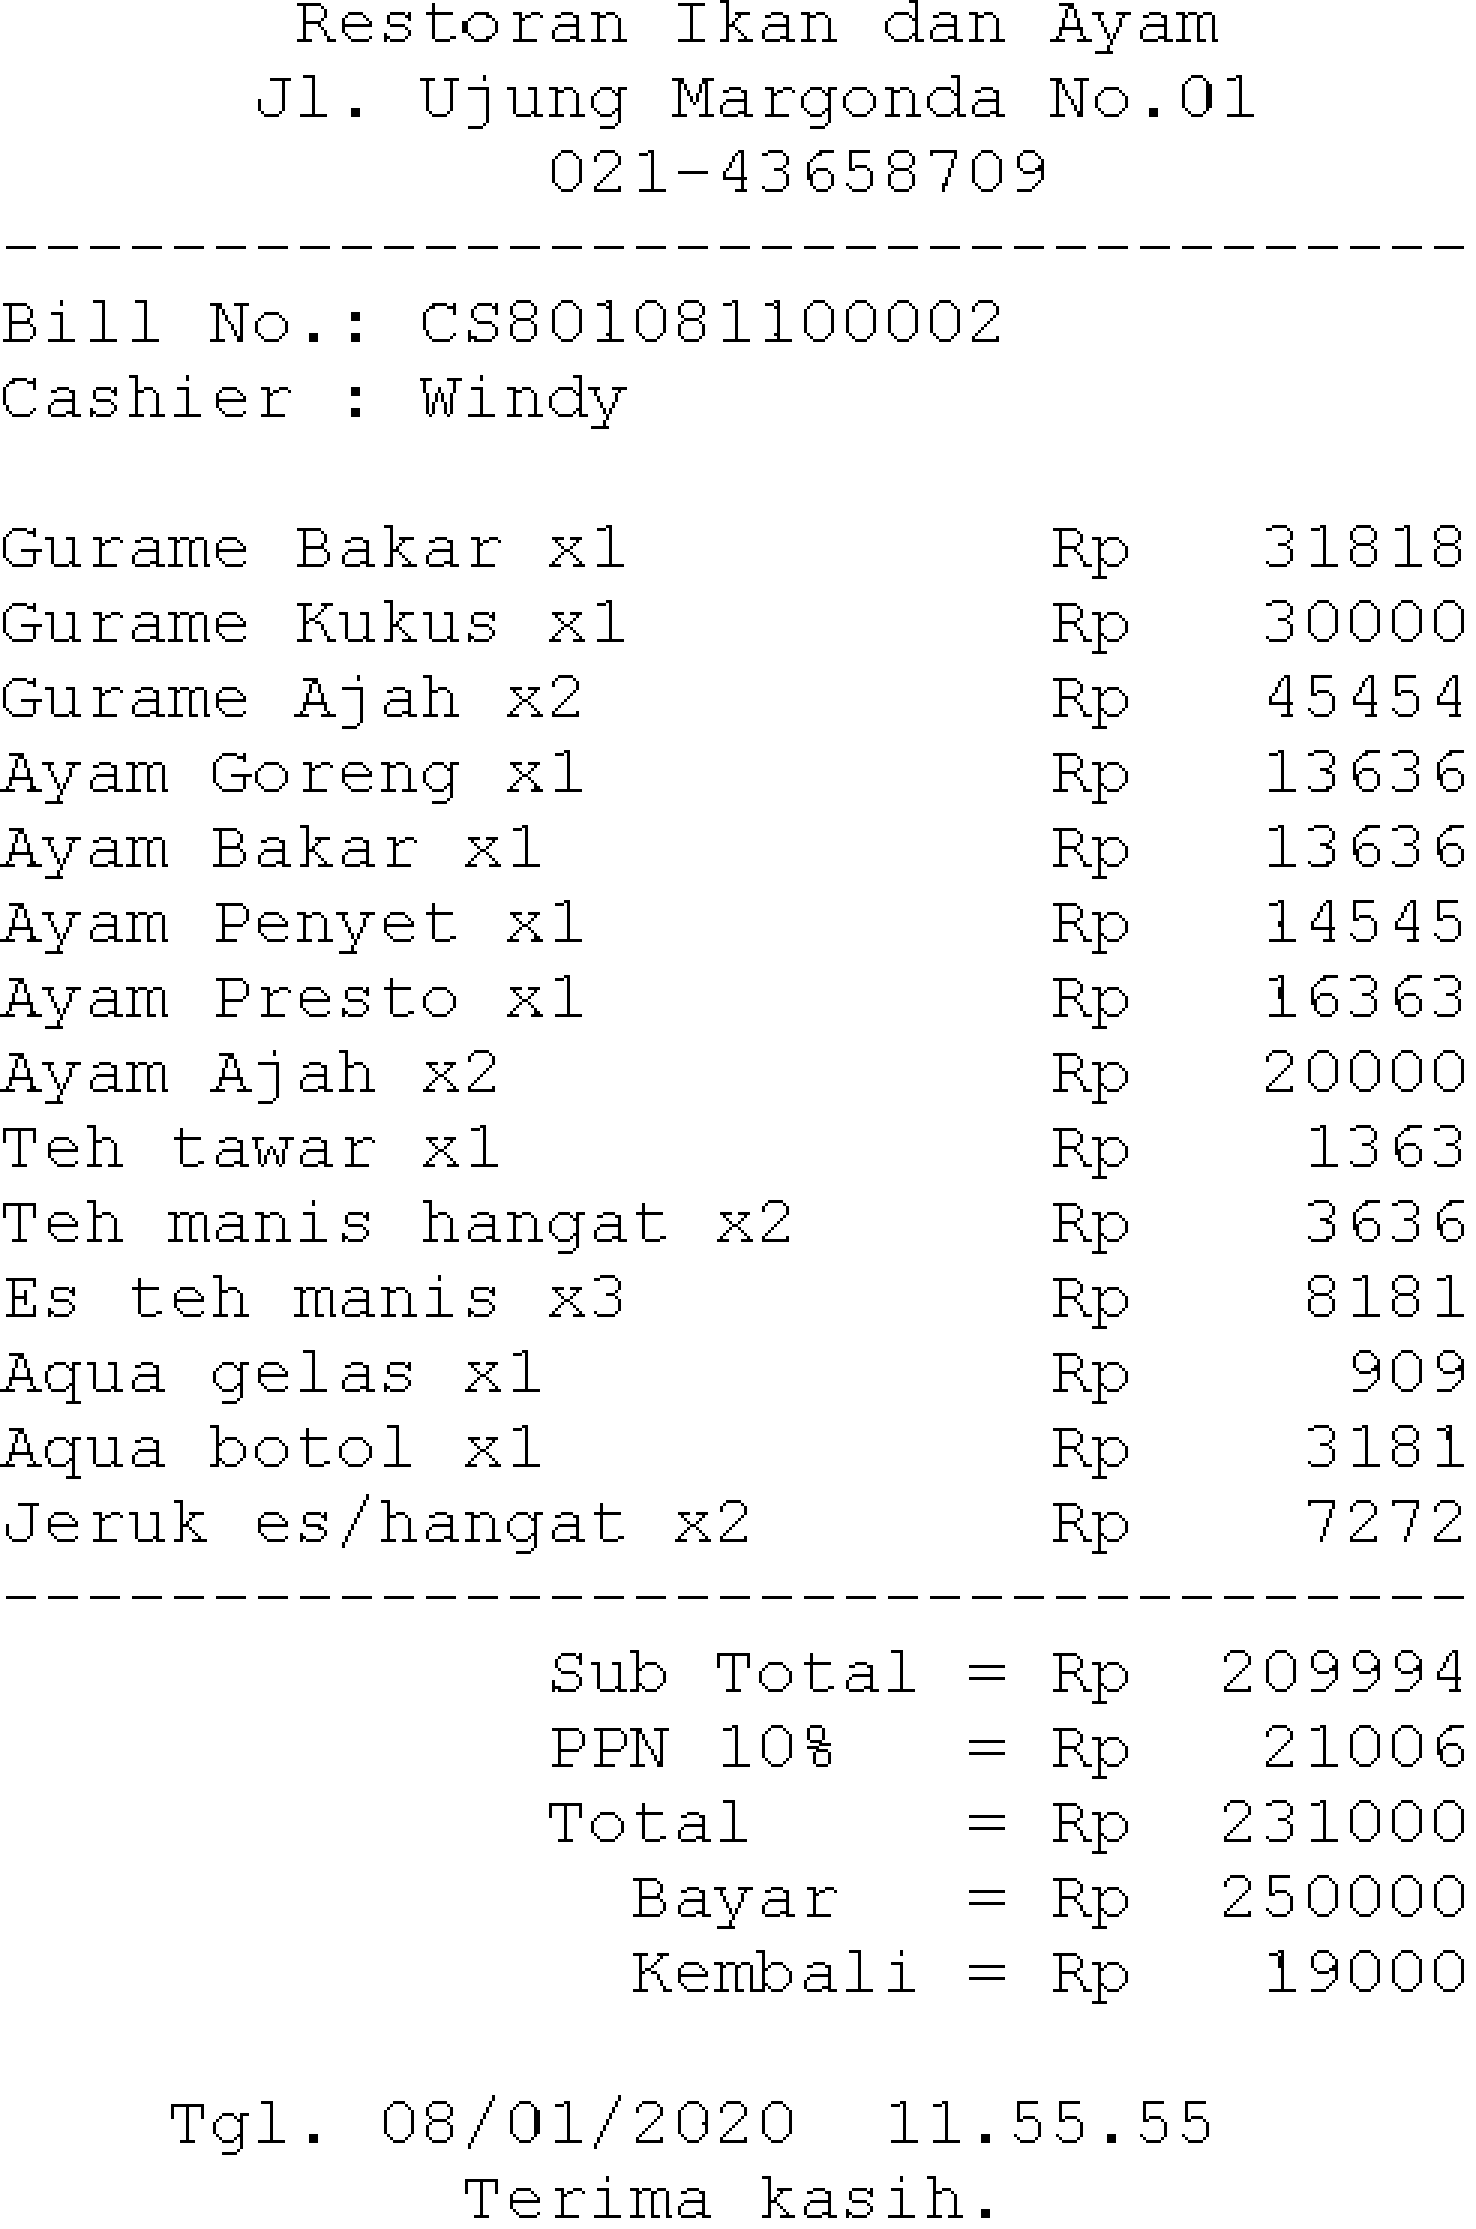 Restoran Ikan dan Ayam
Jl. Ujung Margonda No.01
021-43658709
-----------------------------------
Bill No.: CS801081100002
Cashier : Windy
Gurame Bakar x1 Rp 31818
Gurame Kukus x1 Rp 30000
Gurame Ajah x2 Rp 45454
Ayam Goreng x1 Rp 13636
Ayam Bakar x1 Rp 13636
Ayam Penyet x1 Rp 14545
Ayam Presto x1 Rp 16363
Ayam Ajah x2 Rp 20000
Teh tawar x1 Rp 1363
Teh manis hangat x2 Rp 3636
Es teh manis x3 Rp 8181
Aqua gelas x1 Rp 909
Aqua botol x1 Rp 3181
Jeruk es/hangat x2 Rp 7272
-----------------------------------
Sub Total = Rp 209994
PPN 10% = Rp 21006
Total = Rp 231000
Bayar = Rp 250000
Kembali = Rp 19000
Tgl. 08/01/2020 11.55.55
Terima kasih.